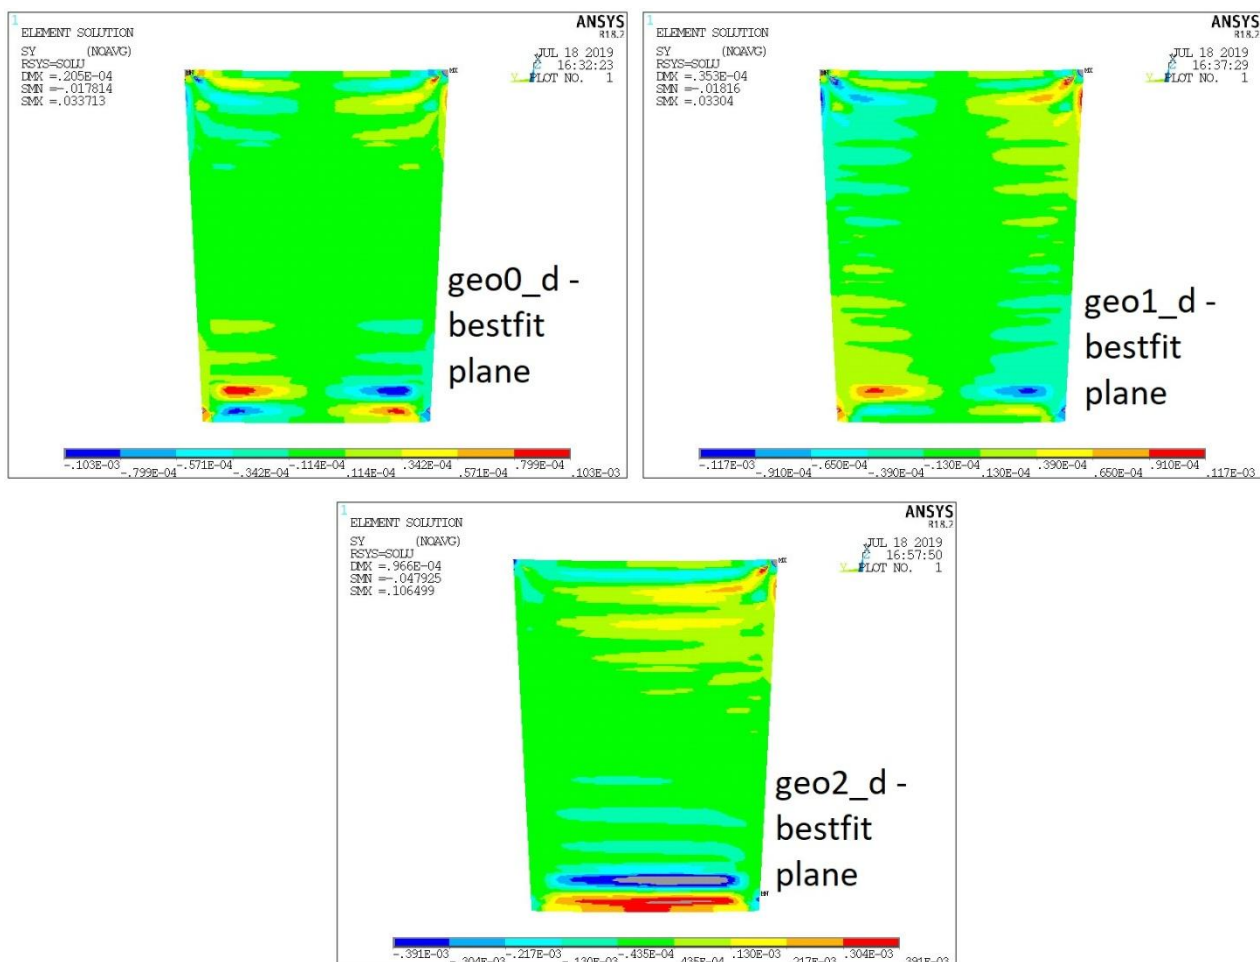 1
ELEMENT SOLUTION
SY (NOAVG)
RSYS=SOLU
DMX =.205E-04
SMN =-.017814
SMX =.033713
ANSYS
R18.2
JUL 18 2019
16:32:23
PLOT NO. 1
MX
geo0_d -
bestfit
plane
-.103E-03 -.571E-04 -.114E-04 .342E-04 .799E-04
-.799E-04 -.342E-04 .114E-04 .571E-04 .103E-03
1
ELEMENT SOLUTION
SY (NOAVG)
RSYS=SOLU
DMX =.353E-04
SMN =-.01816
SMX =.03304
ANSYS
R18.2
JUL 18 2019
16:37:29
PLOT NO. 1
MX
geo1_d -
bestfit
plane
-.117E-03 -.650E-04 -.130E-04 .390E-04 .910E-04
-.910E-04 -.390E-04 .130E-04 .650E-04 .117E-03
1
ELEMENT SOLUTION
SY (NOAVG)
RSYS=SOLU
DMX =.966E-04
SMN =-.047925
SMX =.106499
ANSYS
R18.2
JUL 18 2019
16:57:50
PLOT NO. 1
MX
geo2_d -
bestfit
plane
-.391E-03 -.217E-03 -.435E-04 .130E-03 .304E-03